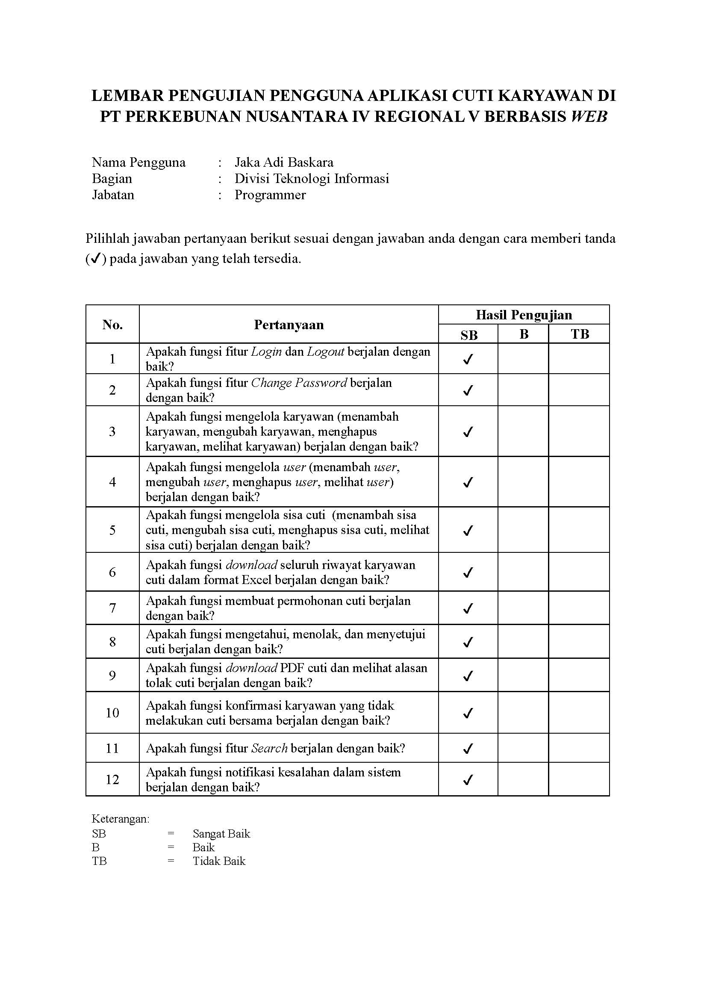 LEMBAR PENGUJIAN PENGGUNA APLIKASI CUTI KARYAWAN DI
PT PERKEBUNAN NUSANTARA IV REGIONAL V BERBASIS WEB
Nama Pengguna : Jaka Adi Baskara
Bagian : Divisi Teknologi Informasi
Jabatan : Programmer
Pilihlah jawaban pertanyaan berikut sesuai dengan jawaban anda dengan cara memberi tanda
(✓) pada jawaban yang telah tersedia.
No. Pertanyaan Hasil Pengujian
SB B TB
1 Apakah fungsi fitur Login dan Logout berjalan dengan
baik? ✓
2 Apakah fungsi fitur Change Password berjalan
dengan baik? ✓
3 Apakah fungsi mengelola karyawan (menambah
karyawan, mengubah karyawan, menghapus
karyawan, melihat karyawan) berjalan dengan baik? ✓
4 Apakah fungsi mengelola user (menambah user,
mengubah user, menghapus user, melihat user)
berjalan dengan baik? ✓
5 Apakah fungsi mengelola sisa cuti (menambah sisa
cuti, mengubah sisa cuti, menghapus sisa cuti, melihat
sisa cuti) berjalan dengan baik? ✓
6 Apakah fungsi download seluruh riwayat karyawan
cuti dalam format Excel berjalan dengan baik? ✓
7 Apakah fungsi membuat permohonan cuti berjalan
dengan baik? ✓
8 Apakah fungsi mengetahui, menolak, dan menyetujui
cuti berjalan dengan baik? ✓
9 Apakah fungsi download PDF cuti dan melihat alasan
tolak cuti berjalan dengan baik? ✓
10 Apakah fungsi konfirmasi karyawan yang tidak
melakukan cuti bersama berjalan dengan baik? ✓
11 Apakah fungsi fitur Search berjalan dengan baik? ✓
12 Apakah fungsi notifikasi kesalahan dalam sistem
berjalan dengan baik? ✓
Keterangan:
SB = Sangat Baik
B = Baik
TB = Tidak Baik